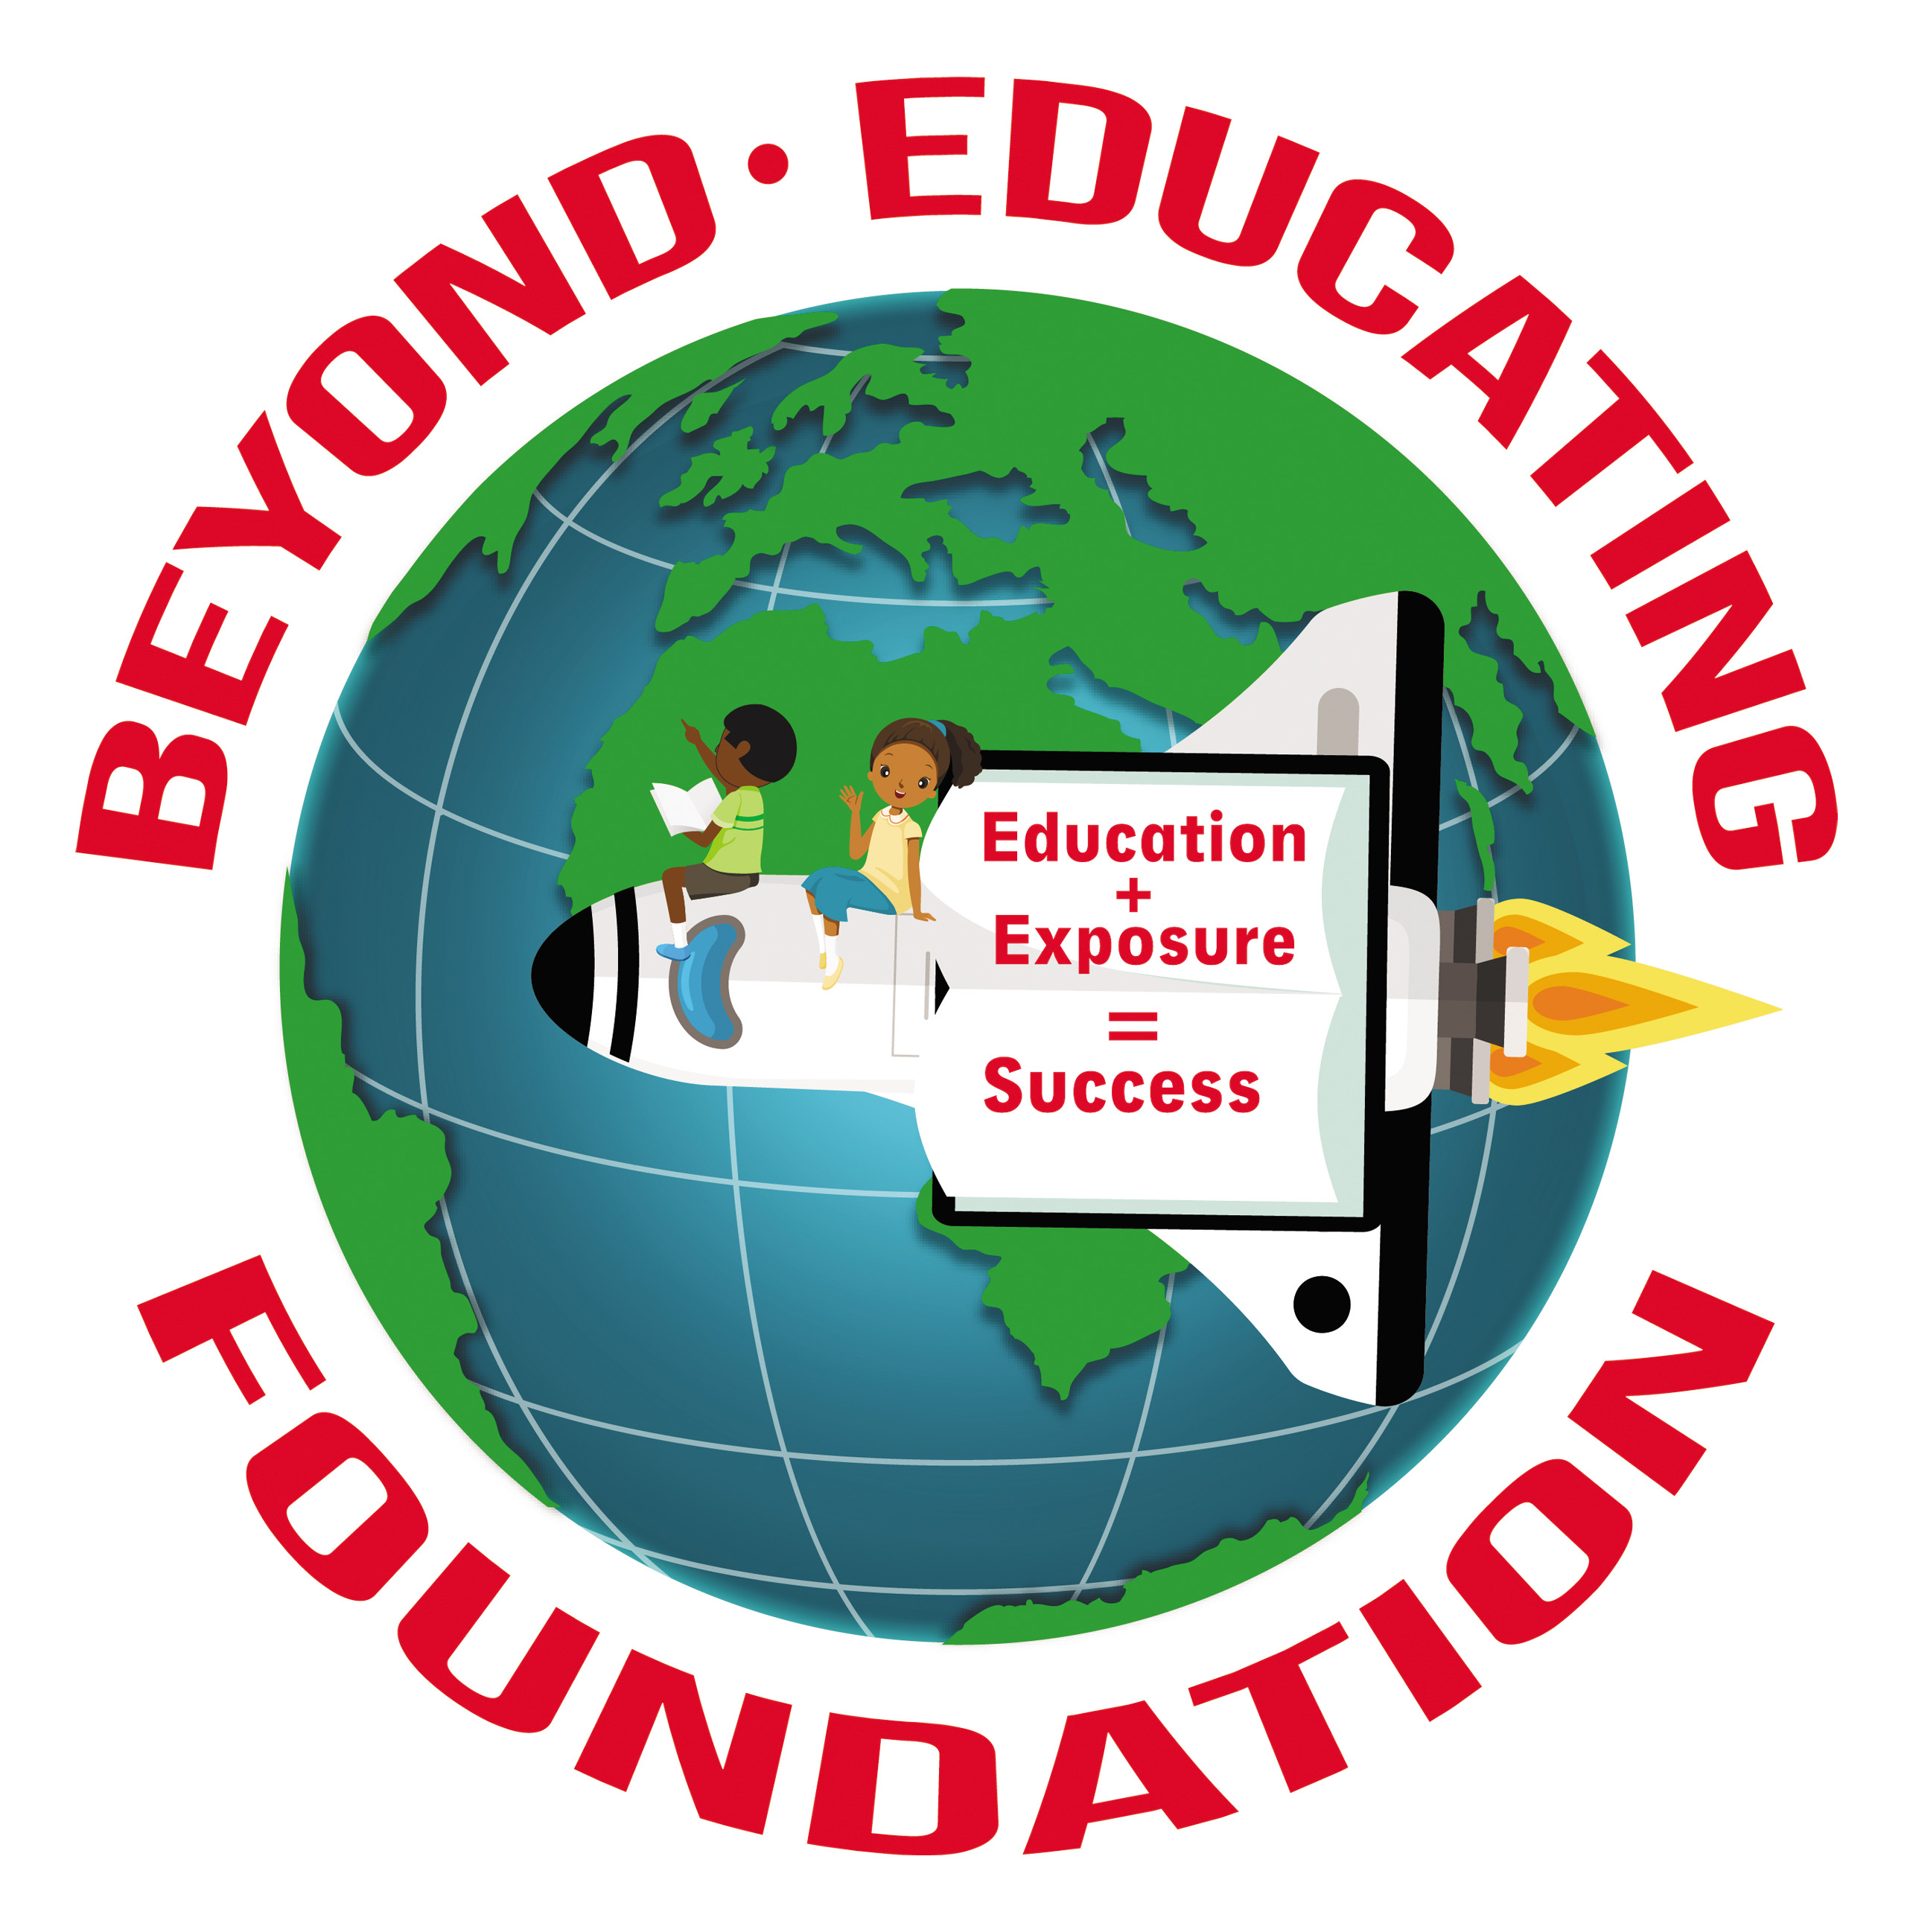 BEYOND • EDUCATING
Education
+
Exposure
=
Success
FOUNDATION